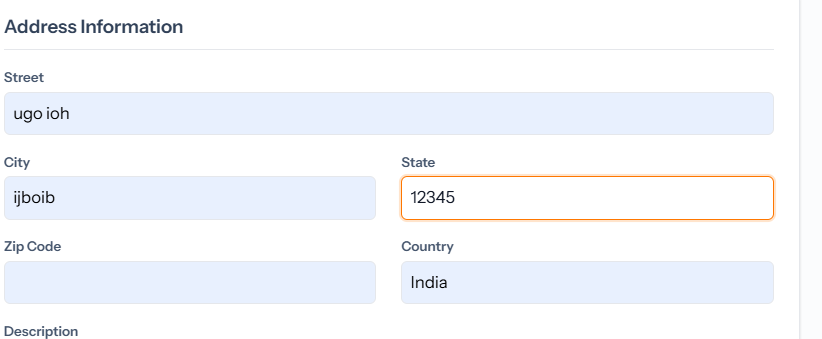 Address Information
Street
ugo ioh
City
State
ijboib
12345
Zip Code
Country
India
Description